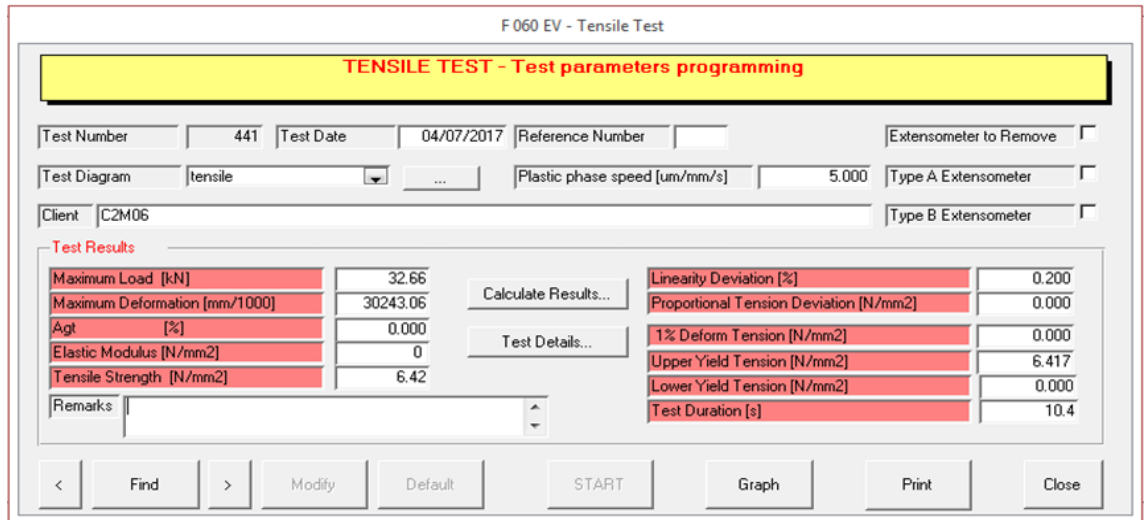 F 060 EV - Tensile Test
TENSILE TEST - Test parameters programming
Test Number 441 Test Date 04/07/2017 Reference Number Extensometer to Remove
Test Diagram tensile ... Plastic phase speed [um/mm/s] 5.000 Type A Extensometer
Client C2M06 Type B Extensometer
Test Results
Maximum Load [kN] 32.66 Calculate Results... Linearity Deviation [%] 0.200
Maximum Deformation [mm/1000] 30243.06 Proportional Tension Deviation [N/mm2] 0.000
Agt [%] 0.000 Test Details... 1% Deform Tension [N/mm2] 0.000
Elastic Modulus [N/mm2] 0 Upper Yield Tension [N/mm2] 6.417
Tensile Strength [N/mm2] 6.42 Lower Yield Tension [N/mm2] 0.000
Remarks Test Duration [s] 10.4
< Find > Modify Default START Graph Print Close